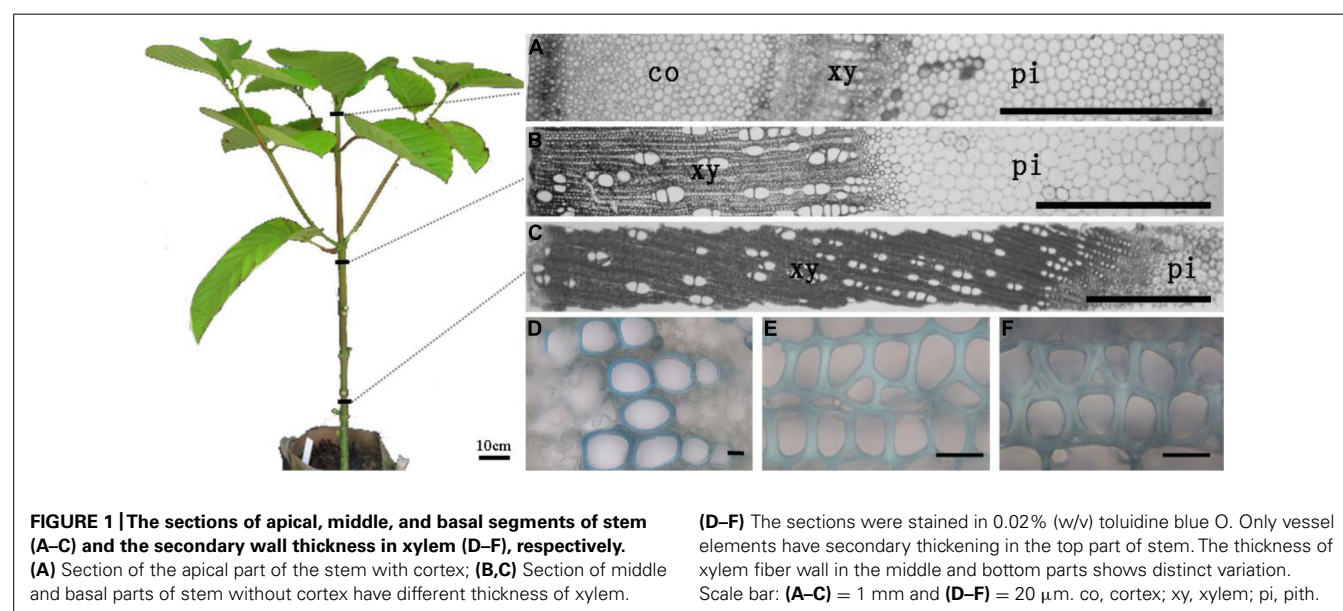 A
co
xy
pi
B
xy
pi
C
xy
pi
D
E
F
10cm
FIGURE 1 | The sections of apical, middle, and basal segments of stem
(A–C) and the secondary wall thickness in xylem (D–F), respectively.
(A) Section of the apical part of the stem with cortex; (B,C) Section of middle
and basal parts of stem without cortex have different thickness of xylem.
(D–F) The sections were stained in 0.02% (w/v) toluidine blue O. Only vessel
elements have secondary thickening in the top part of stem. The thickness of
xylem fiber wall in the middle and bottom parts shows distinct variation.
Scale bar: (A–C) = 1 mm and (D–F) = 20 μm. co, cortex; xy, xylem; pi, pith.